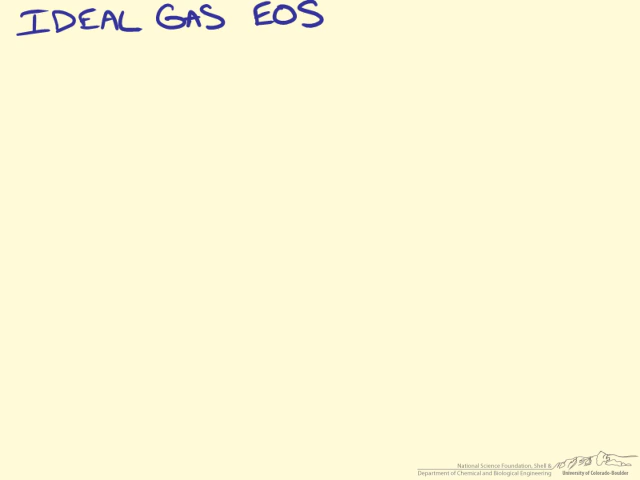 IDEAL GAS EOS
National Science Foundation, Shell &
Department of Chemical and Biological Engineering
University of Colorado-Boulder